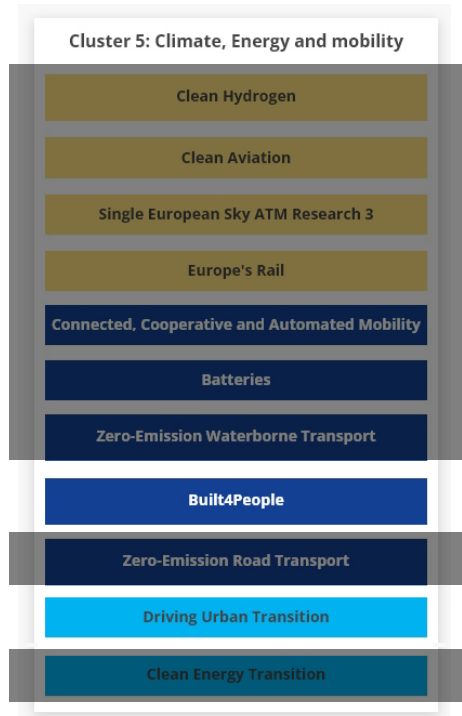 Cluster 5: Climate, Energy and mobility
Clean Hydrogen
Clean Aviation
Single European Sky ATM Research 3
Europe's Rail
Connected, Cooperative and Automated Mobility
Batteries
Zero-Emission Waterborne Transport
Built4People
Zero-Emission Road Transport
Driving Urban Transition
Clean Energy Transition